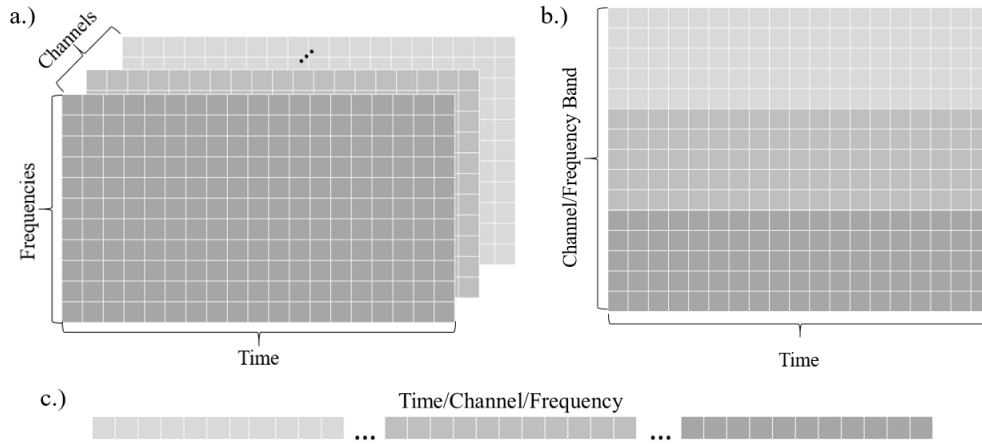 a.)
Channels
Frequencies
Time
b.)
Channel/Frequency Band
Time
c.)
Time/Channel/Frequency
... ...